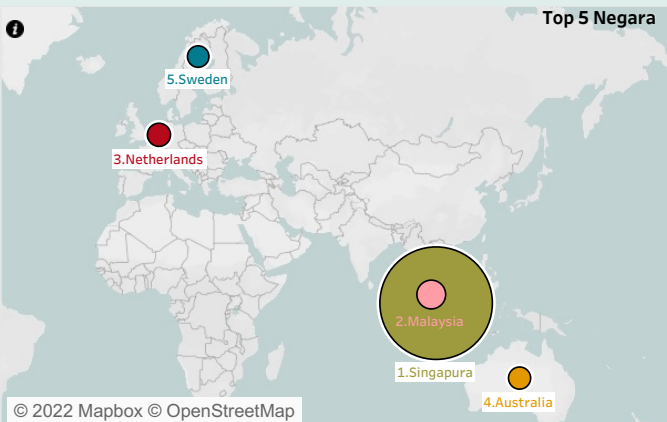 Top 5 Negara
5.Sweden
3.Netherlands
2.Malaysia
1.Singapura
4.Australia
© 2022 Mapbox © OpenStreetMap